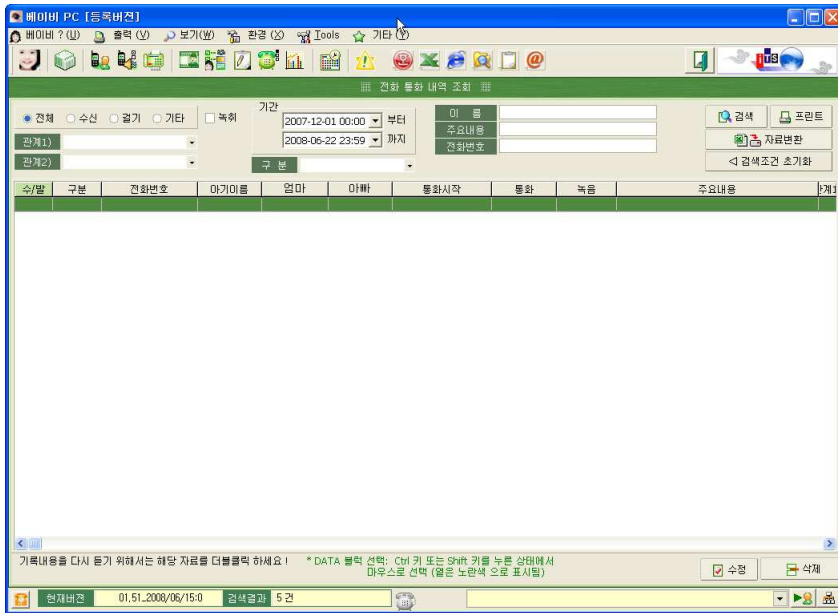 베이비 PC [등록버젼]
베이비 ? (U) 출력 (V) 보기(W) 환경 (X) Tools 기타 (Y)
ius
전화 통화 내역 조회
전체 수신 걸기 기타 녹취
기간
2007-12-01 00:00 부터
2008-06-22 23:59 까지
이 름
주요내용
전화번호
검색 프린트
자료변환
검색조건 초기화
관계1)
관계2)
구 분
수/발 구분 전화번호 아기이름 엄마 아빠 통화시작 통화 녹음 주요내용 관계1
기록내용을 다시 듣기 위해서는 해당 자료를 더블클릭 하세요 !
* DATA 블럭 선택: Ctrl 키 또는 Shift 키를 누른 상태에서
마우스로 선택 (옅은 노란색 으로 표시됨)
수정 삭제
현재버젼 01,51_2008/06/15:0 검색결과 5 건